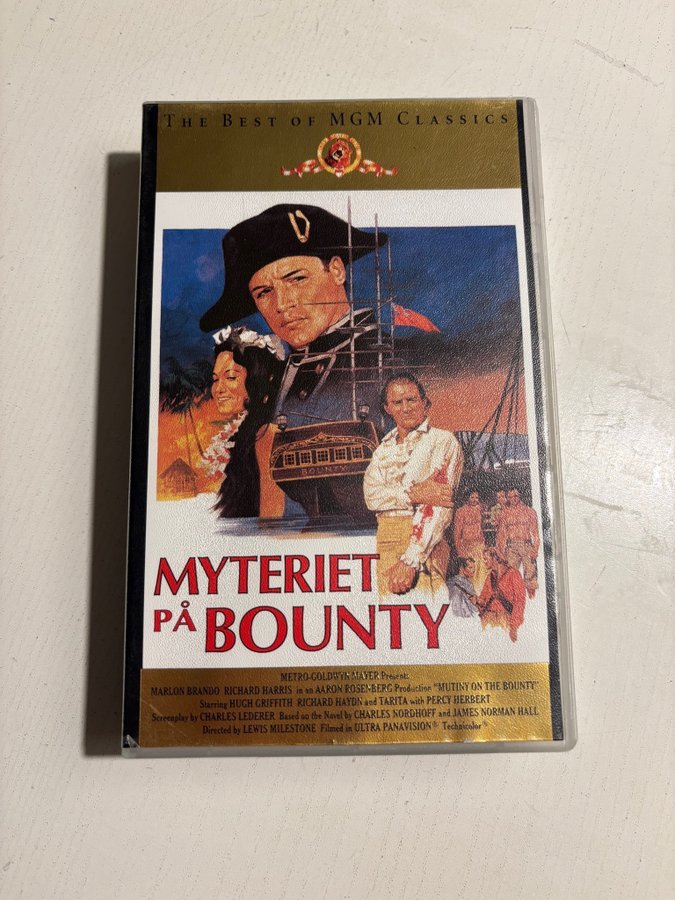 THE BEST OF MGM CLASSICS
BOUNTY
MYTERIET
PÅ BOUNTY
METRO-GOLDWYN MAYER Presents
MARLON BRANDO RICHARD HARRIS in an AARON ROSENBERG Production "MUTINY ON THE BOUNTY"
Starring HUGH GRIFFITH RICHARD HAYDN and TARITA with PERCY HERBERT
Screenplay by CHARLES LEDERER Based on the Novel by CHARLES NORDHOFF and JAMES NORMAN HALL
Directed by LEWIS MILESTONE Filmed in ULTRA PANAVISION® Technicolor®